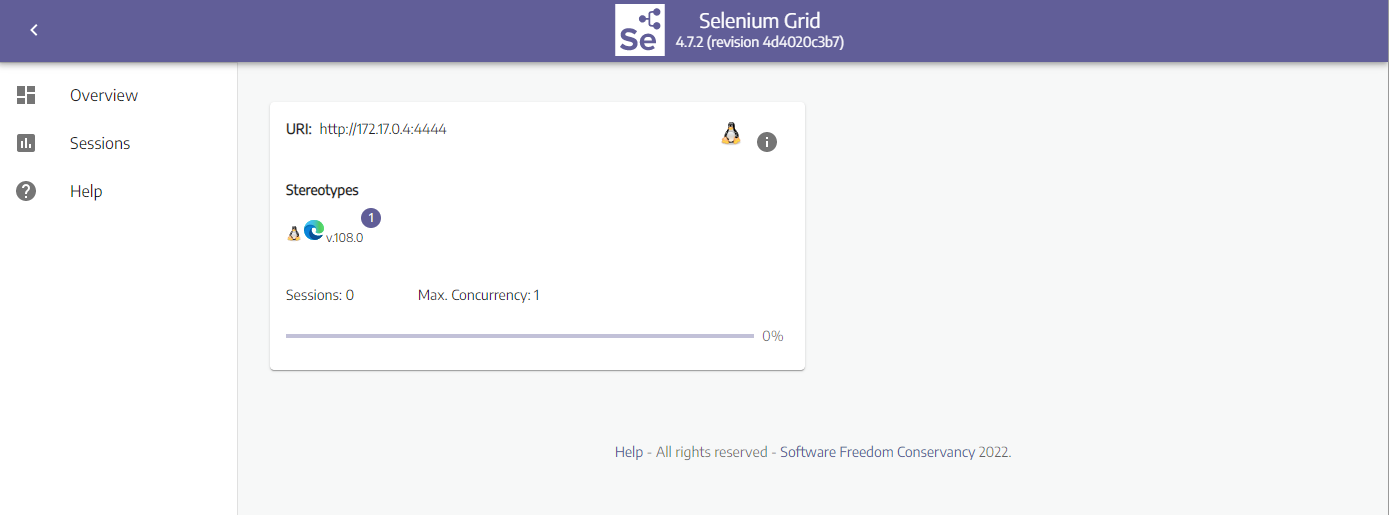 Se
Selenium Grid
4.7.2 (revision 4d4020c3b7)
Overview
Sessions
Help
URI: http://172.17.0.4:4444
Stereotypes
v.108.0 1
Sessions: 0 Max. Concurrency: 1
0%
Help - All rights reserved - Software Freedom Conservancy 2022.